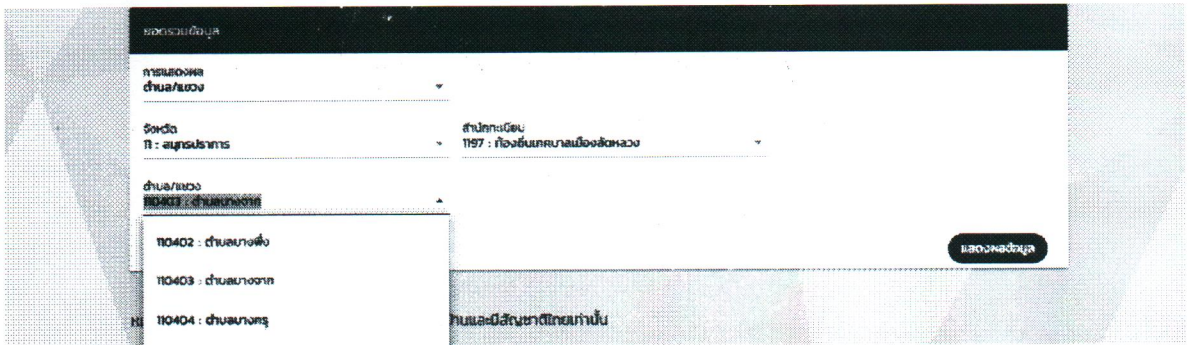 ยอดรวมข้อมูล
การแสดงผล
ตำบล/แขวง
จังหวัด
11 : สมุทรปราการ
สำนักทะเบียน
1197 : ท้องถิ่นเทศบาลเมืองลัดหลวง
ตำบล/แขวง
110403 : ตำบลบางจาก
110402 : ตำบลบางพึ่ง
110403 : ตำบลบางจาก
110404 : ตำบลบางครุ
แสดงผลข้อมูล
านและมีสัญชาติไทยเท่านั้น